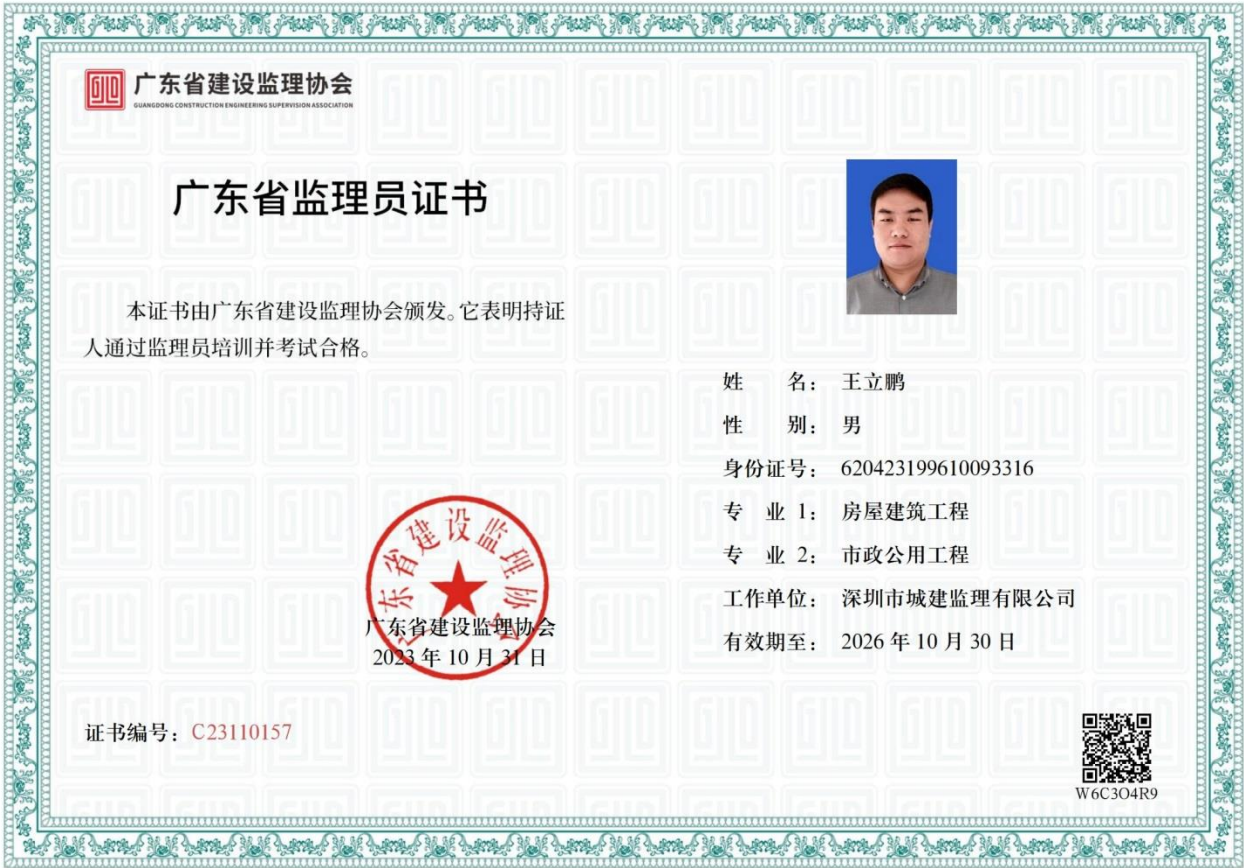 广东省建设监理协会
GUANGDONG CONSTRUCTION ENGINEERING SUPERVISION ASSOCIATION
广东省监理员证书
本证书由广东省建设监理协会颁发。它表明持证
人通过监理员培训并考试合格。
姓 名： 王立鹏
性 别： 男
身份证号： 620423199610093316
专 业 1： 房屋建筑工程
专 业 2： 市政公用工程
工作单位： 深圳市城建监理有限公司
有效期至： 2026 年 10 月 30 日
广东省建设监理协会
广东省建设监理协会
2023 年 10 月 31 日
证书编号：C23110157
W6C3O4R9